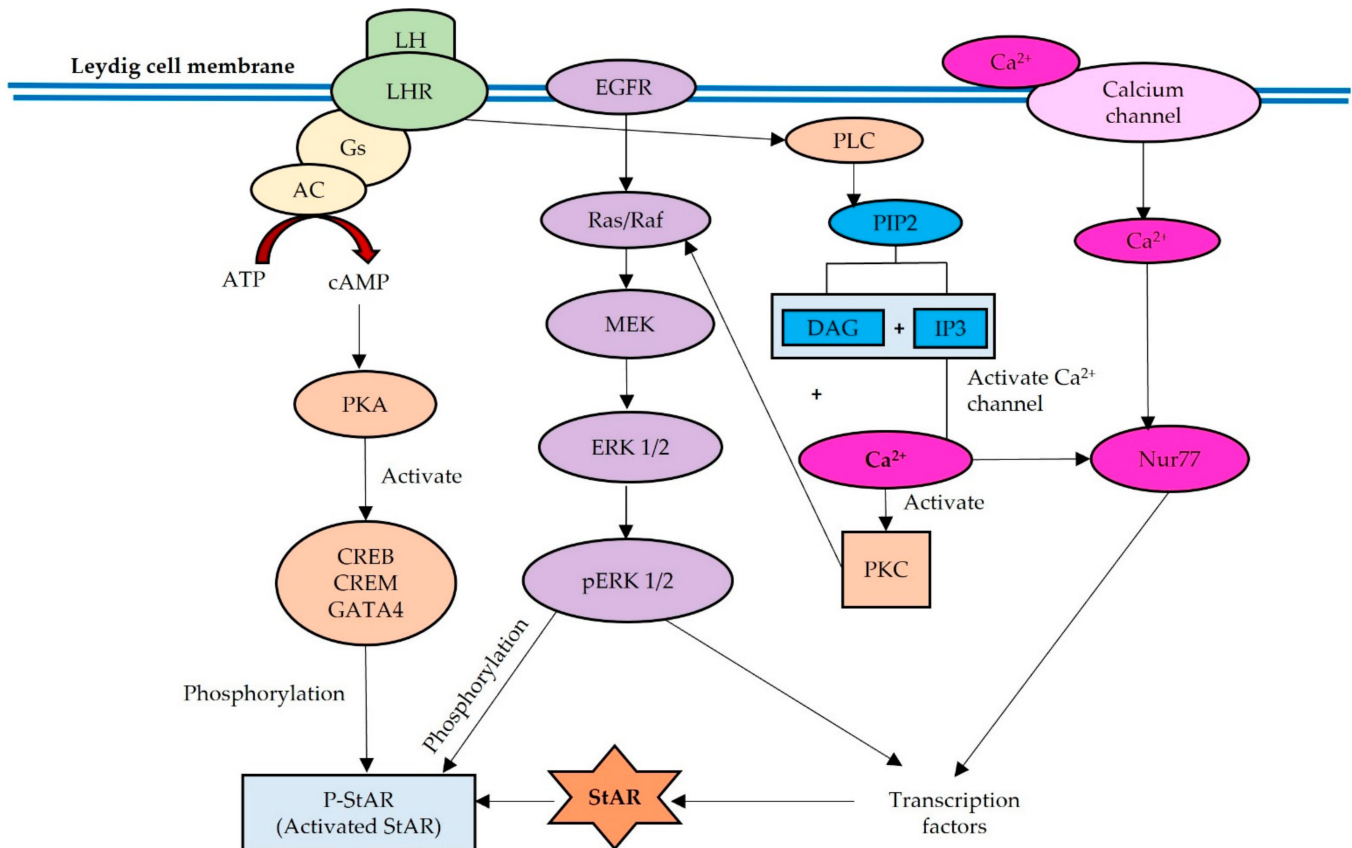 LH
Leydig cell membrane
LHR
EGFR
Ca²⁺
Calcium
channel
Gs
PLC
AC
Ras/Raf
PIP2
Ca²⁺
ATP
cAMP
MEK
DAG
+
IP3
Activate Ca²⁺
channel
+
PKA
ERK 1/2
Ca²⁺
Nur77
Activate
Activate
CREB
CREM
GATA4
pERK 1/2
PKC
Phosphorylation
Phosphorylation
P-StAR
(Activated StAR)
StAR
Transcription
factors